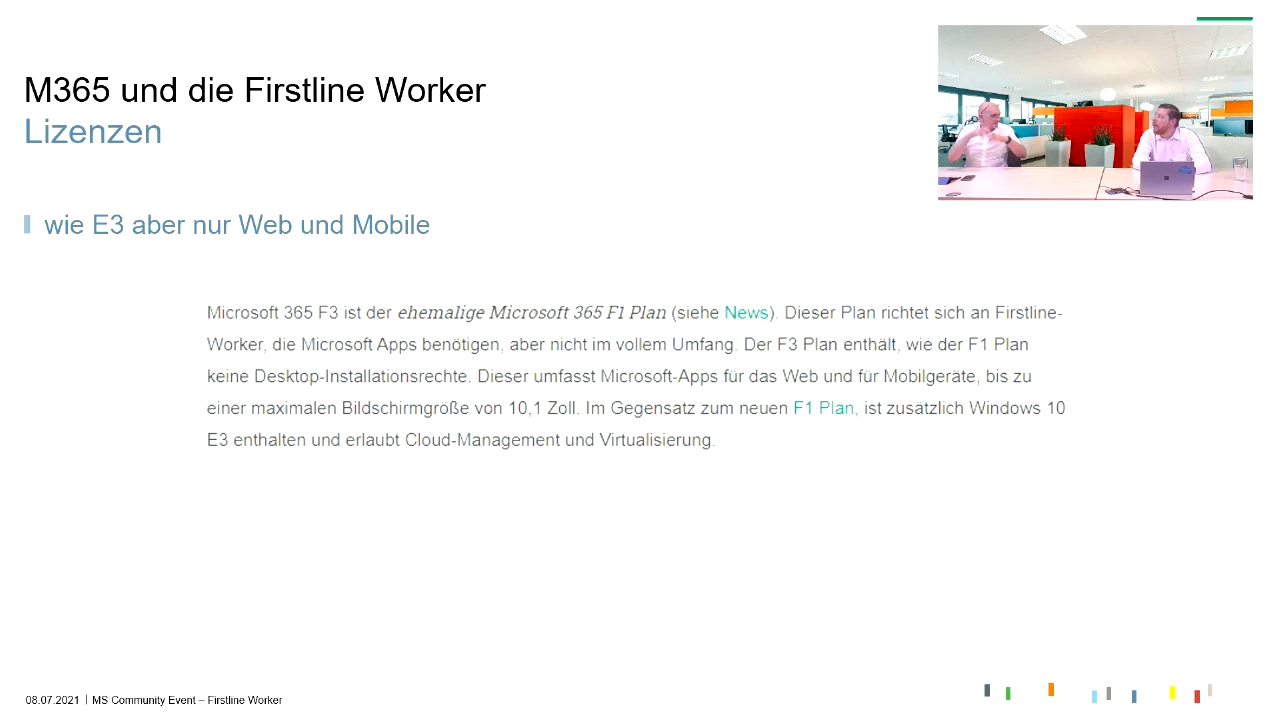 M365 und die Firstline Worker
Lizenzen
wie E3 aber nur Web und Mobile
Microsoft 365 F3 ist der ehemalige Microsoft 365 F1 Plan (siehe News). Dieser Plan richtet sich an Firstline-
Worker, die Microsoft Apps benötigen, aber nicht im vollem Umfang. Der F3 Plan enthält, wie der F1 Plan
keine Desktop-Installationsrechte. Dieser umfasst Microsoft-Apps für das Web und für Mobilgeräte, bis zu
einer maximalen Bildschirmgröße von 10,1 Zoll. Im Gegensatz zum neuen F1 Plan, ist zusätzlich Windows 10
E3 enthalten und erlaubt Cloud-Management und Virtualisierung.
08.07.2021 | MS Community Event – Firstline Worker